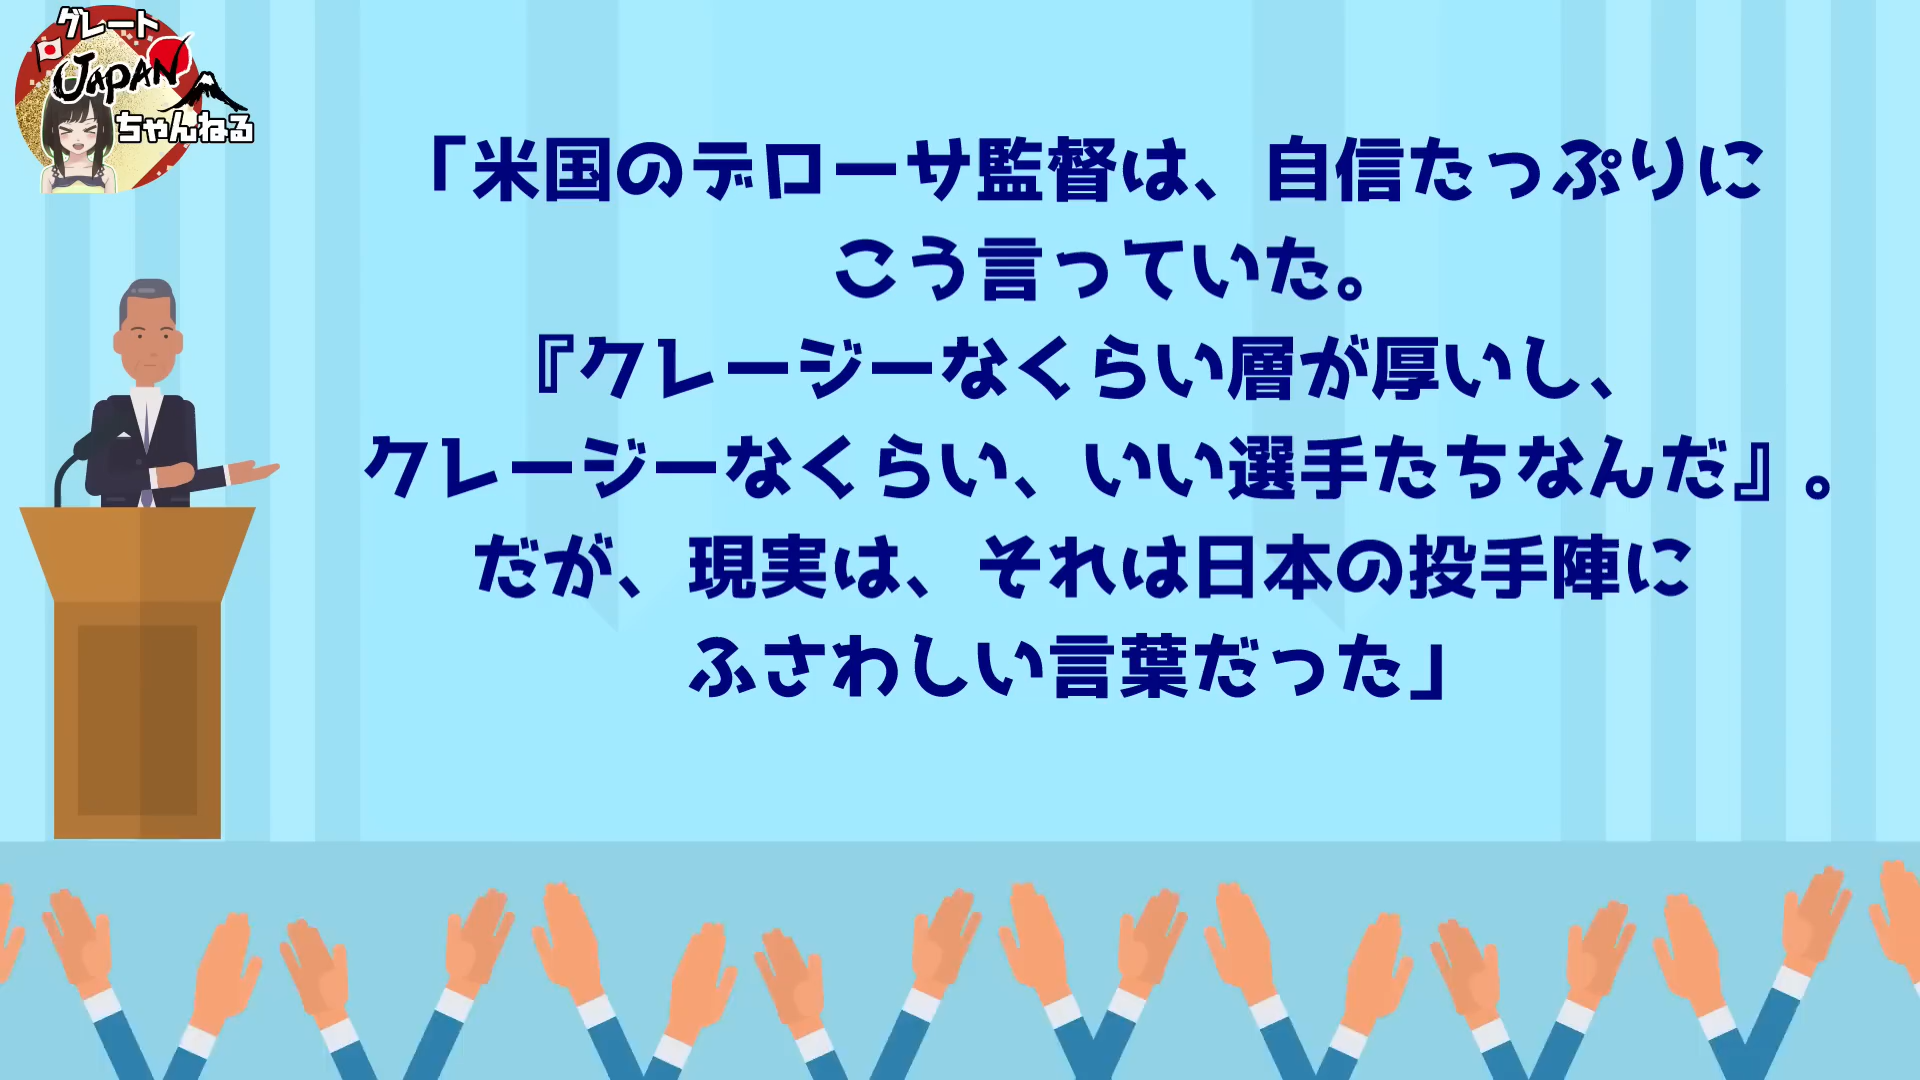 グレート
JAPAN
ちゃんねる
「米国のデローサ監督は、自信たっぷりに
こう言っていた。
『クレージーなくらい層が厚いし、
クレージーなくらい、いい選手たちなんだ』。
だが、現実は、それは日本の投手陣に
ふさわしい言葉だった」